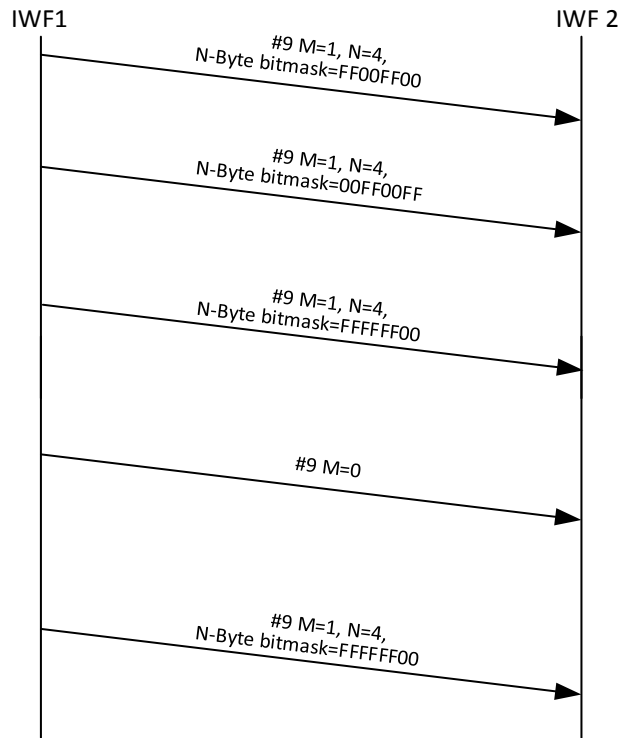 IWF1
IWF 2
#9 M=1, N=4,
N-Byte bitmask=FF00FF00
#9 M=1, N=4,
N-Byte bitmask=00FF00FF
#9 M=1, N=4,
N-Byte bitmask=FFFFFF00
#9 M=0
#9 M=1, N=4,
N-Byte bitmask=FFFFFF00